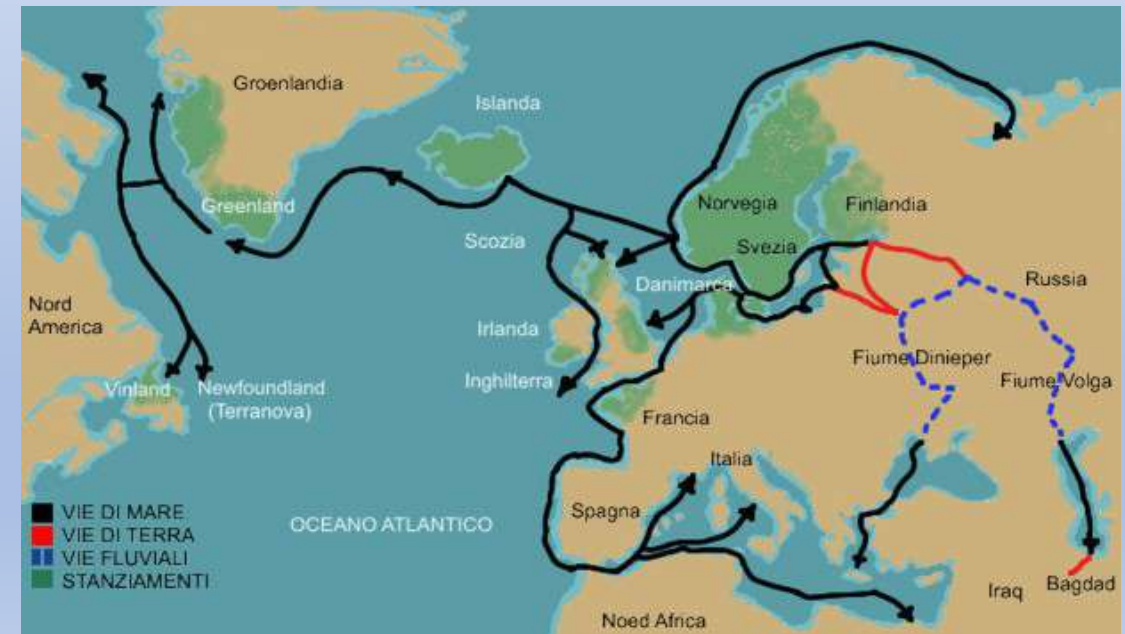 Groenlandia
Islanda
Greenland
Norvegia
Finlandia
Scozia
Svezia
Danimarca
Russia
Nord
America
Irlanda
Fiume Dinieper
Inghilterra
Fiume Volga
Vinland
Newfoundland
(Terranova)
Francia
Italia
Spagna
OCEANO ATLANTICO
VIE DI MARE
VIE DI TERRA
VIE FLUVIALI
STANZIAMENTI
Iraq
Bagdad
Noed Africa